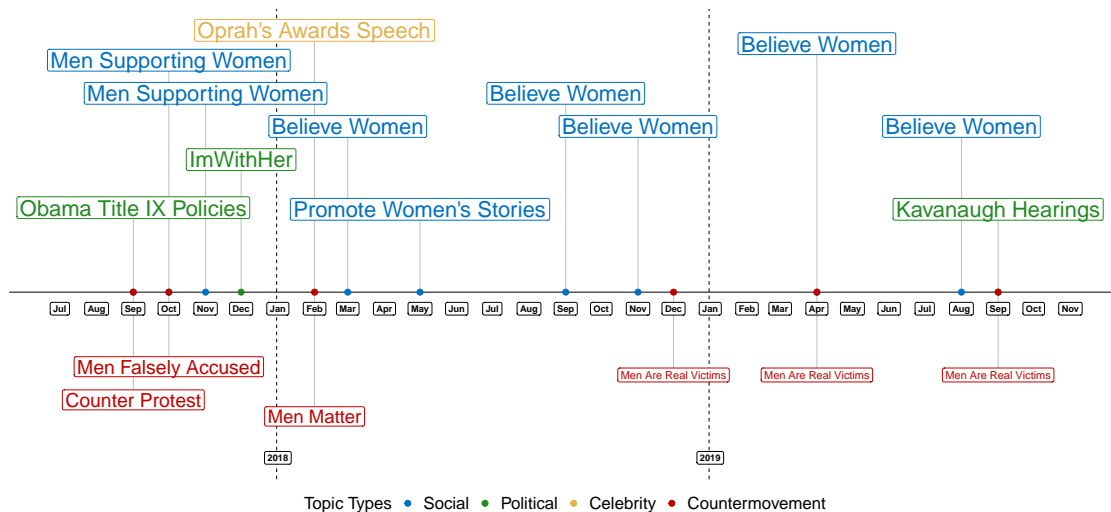 Oprah's Awards Speech
Believe Women
Men Supporting Women
Men Supporting Women
Believe Women
Believe Women
Believe Women
Believe Women
ImWithHer
Obama Title IX Policies
Promote Women's Stories
Kavanaugh Hearings
Jul Aug Sep Oct Nov Dec Jan Feb Mar Apr May Jun Jul Aug Sep Oct Nov Dec Jan Feb Mar Apr May Jun Jul Aug Sep Oct Nov
Men Falsely Accused
Men Are Real Victims
Men Are Real Victims
Men Are Real Victims
Counter Protest
Men Matter
2018
2019
Topic Types Social Political Celebrity Countermovement